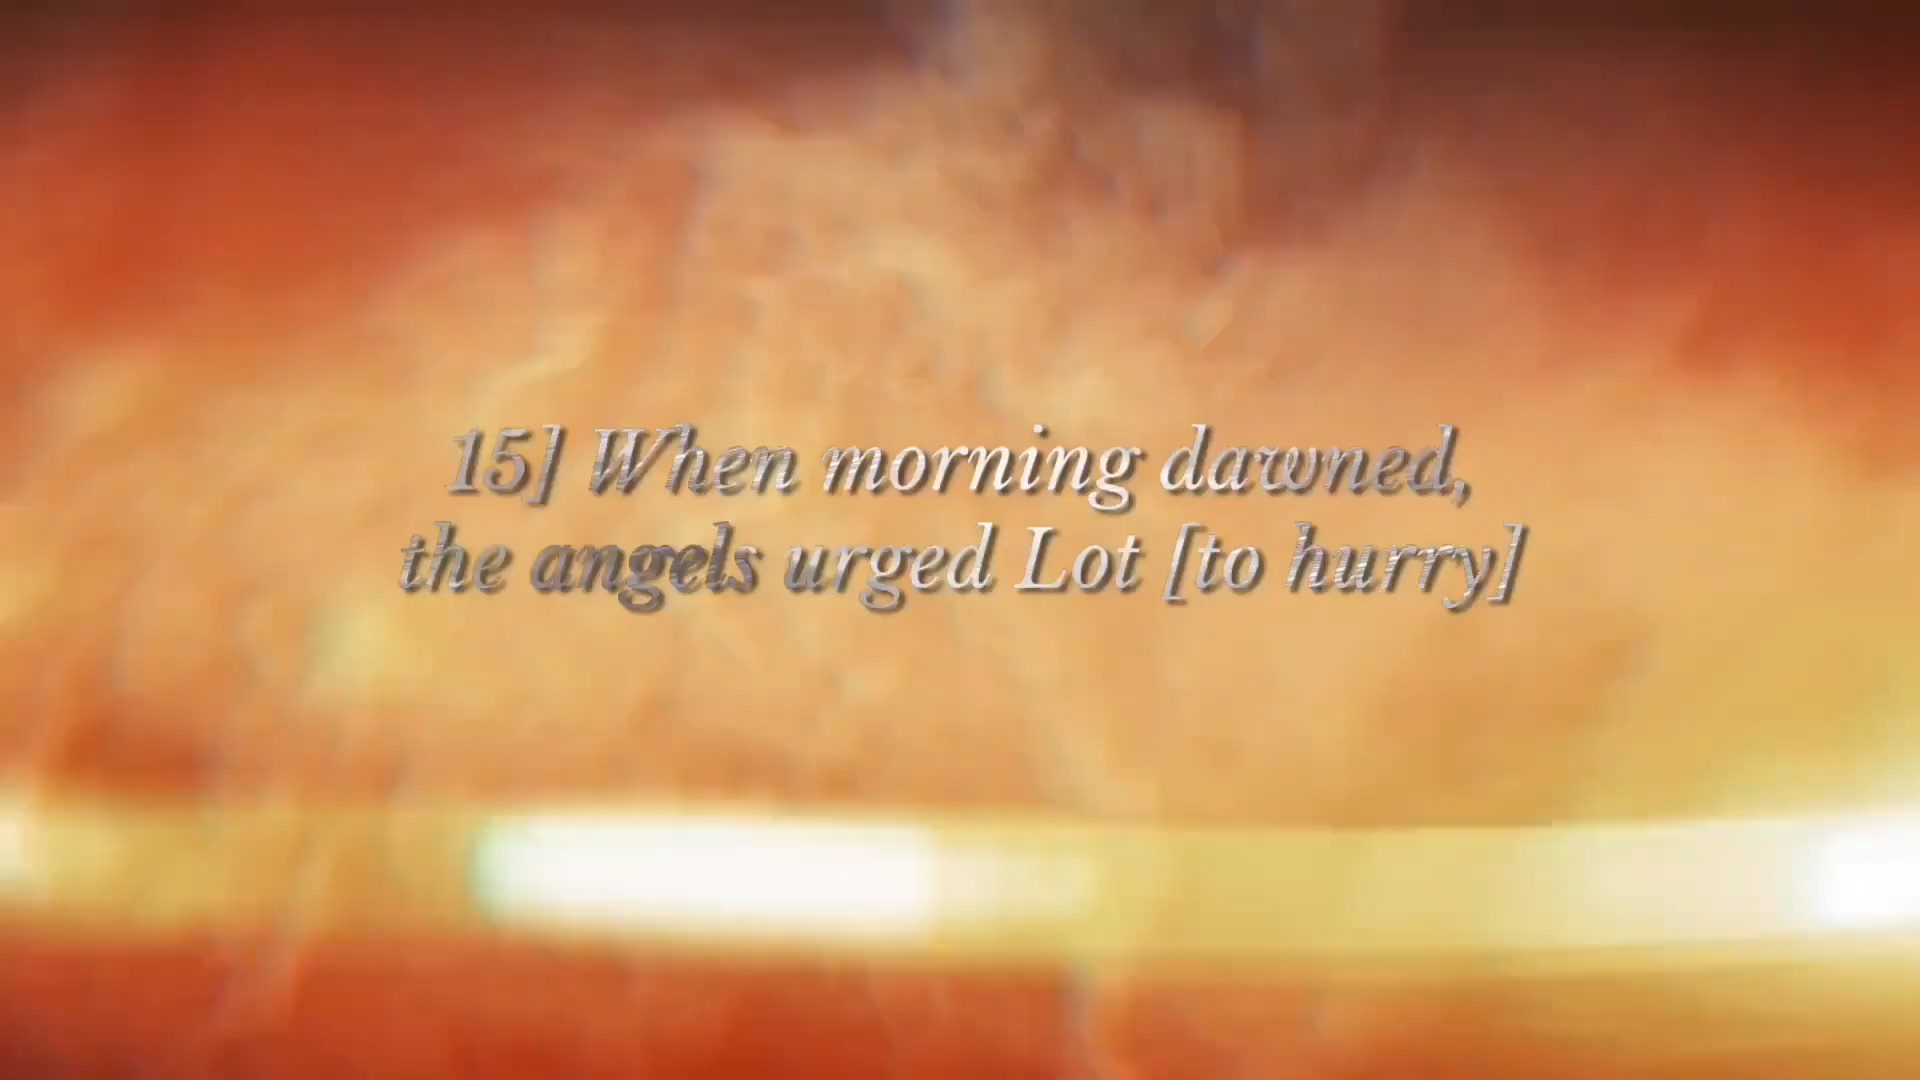 15] When morning dawned,
the angels urged Lot [to hurry]